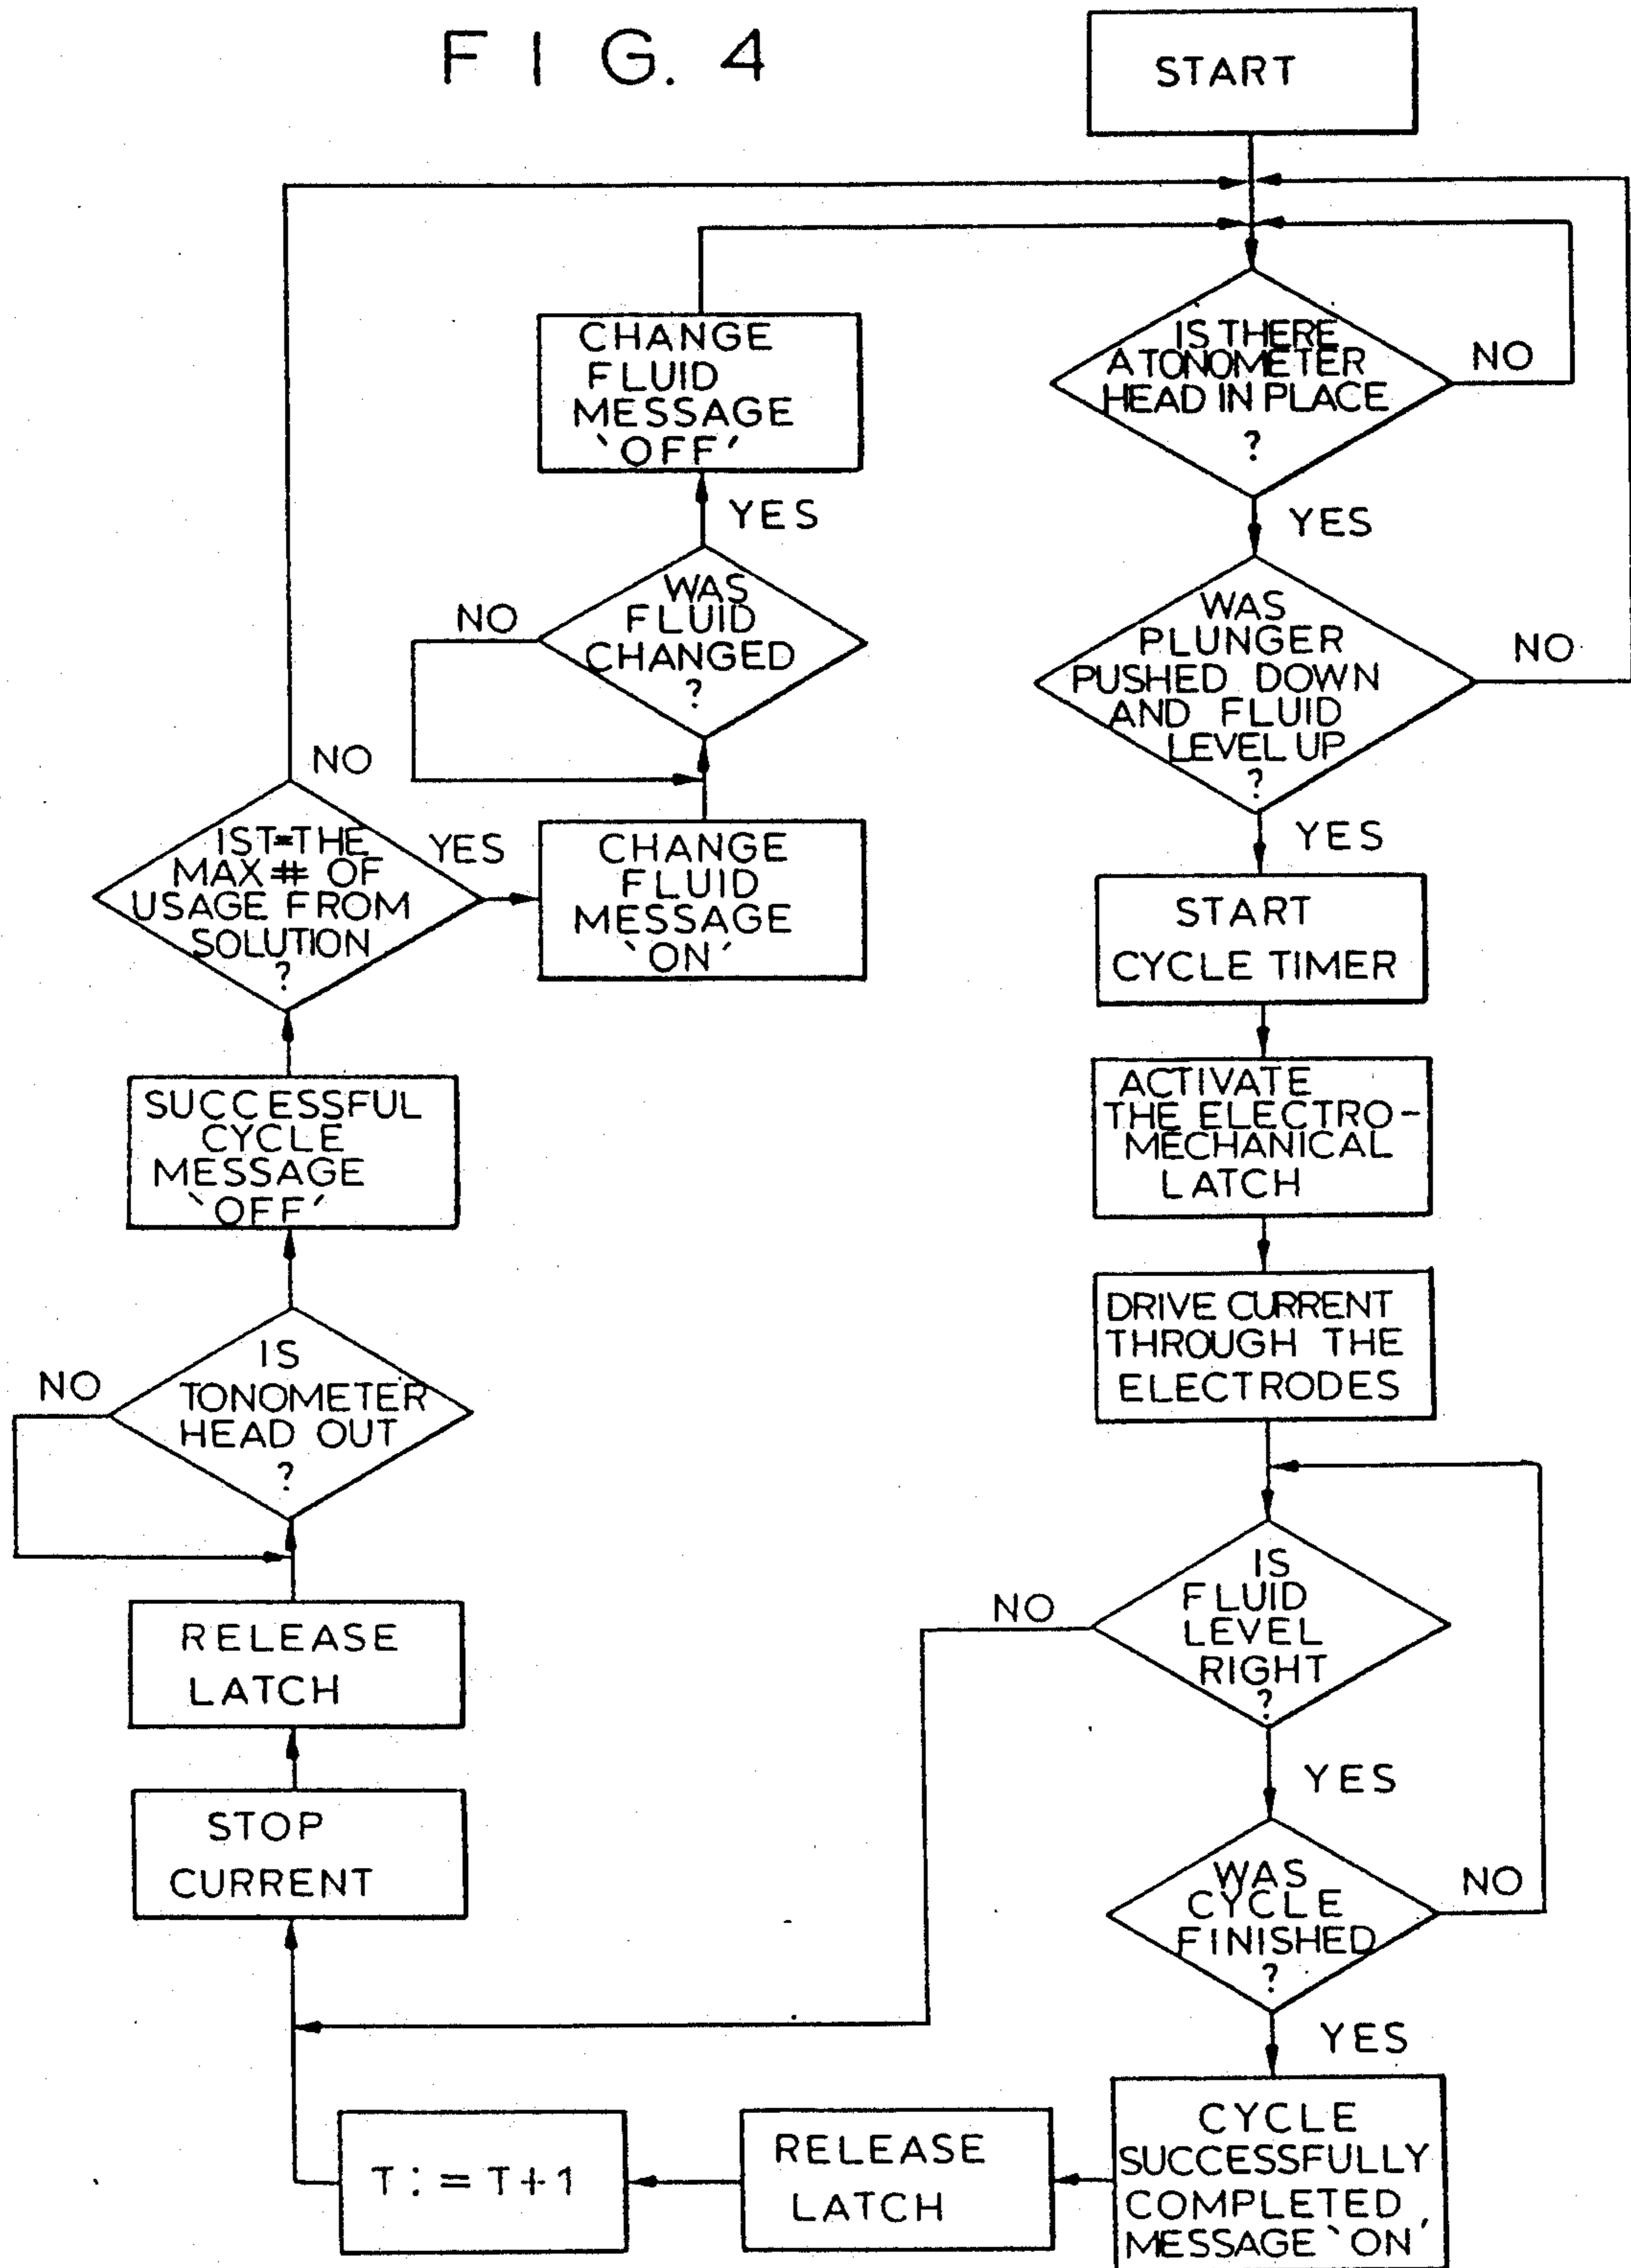 FIG. 4
START
IS THERE
A TONOMETER
HEAD IN PLACE
?
NO
YES
WAS
PLUNGER
PUSHED DOWN
AND FLUID
LEVEL UP
?
NO
YES
START
CYCLE TIMER
ACTIVATE
THE ELECTRO-
MECHANICAL
LATCH
DRIVE CURRENT
THROUGH THE
ELECTRODES
IS
FLUID
LEVEL
RIGHT
?
NO
YES
WAS
CYCLE
FINISHED
?
NO
YES
CYCLE
SUCCESSFULLY
COMPLETED
MESSAGE 'ON'
RELEASE
LATCH
T:=T+1
STOP
CURRENT
RELEASE
LATCH
IS
TONOMETER
HEAD OUT
?
NO
SUCCESSFUL
CYCLE
MESSAGE
'OFF'
IS T=THE
MAX # OF
USAGE FROM
SOLUTION
?
NO
YES
CHANGE
FLUID
MESSAGE
'ON'
WAS
FLUID
CHANGED
?
NO
YES
CHANGE
FLUID
MESSAGE
'OFF'